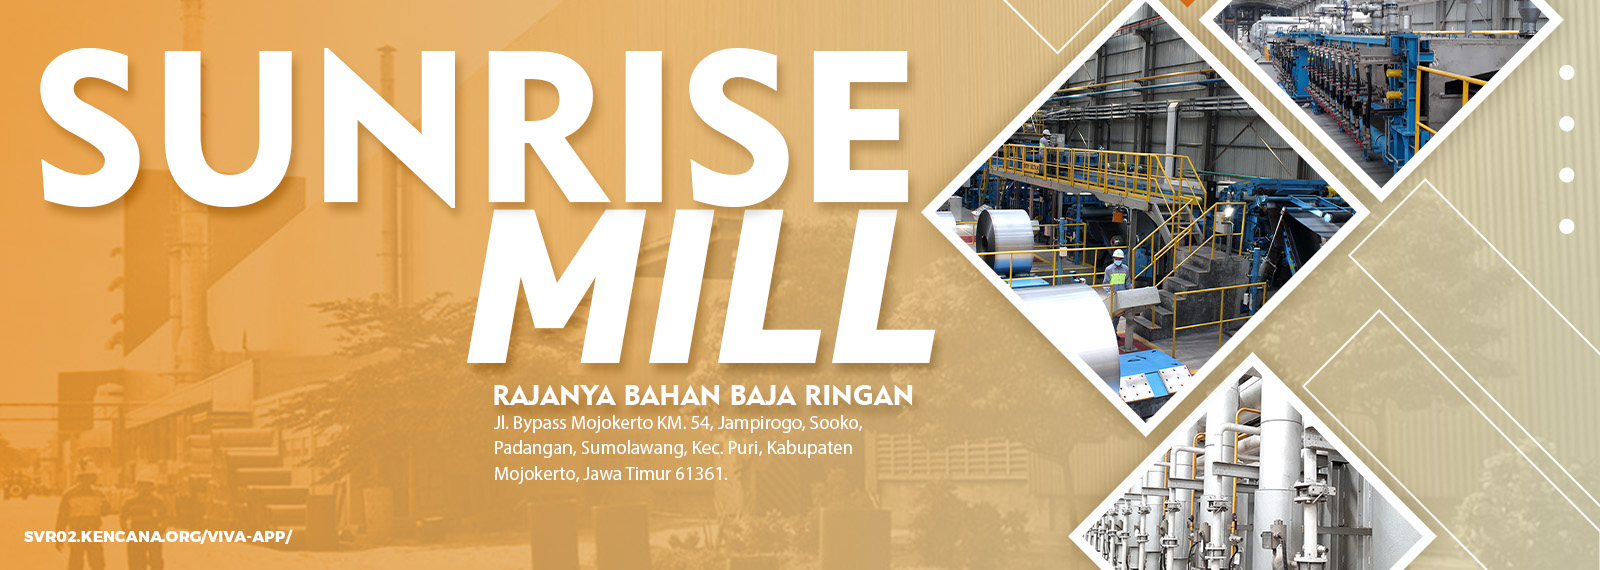 SUNRISE
MILL
RAJANYA BAHAN BAJA RINGAN
Jl. Bypass Mojokerto KM. 54, Jampirogo, Sooko,
Padangan, Sumolawang, Kec. Puri, Kabupaten
Mojokerto, Jawa Timur 61361.
SVR02.KENCANA.ORG/VIVA-APP/